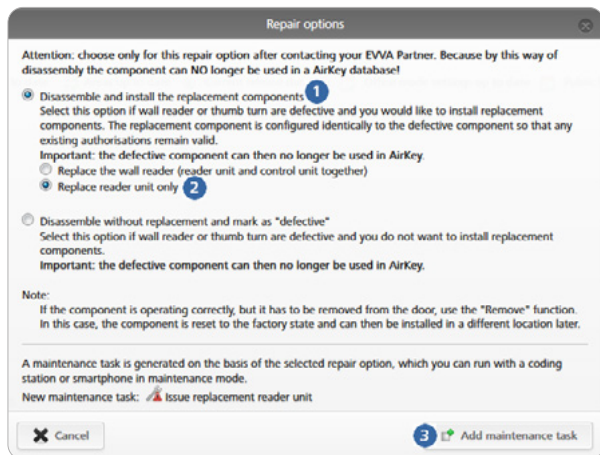 Repair options
Attention: choose only for this repair option after contacting your EVVA Partner. Because by this way of
disassembly the component can NO longer be used in a AirKey database!
Disassemble and install the replacement components 1
Select this option if wall reader or thumb turn are defective and you would like to install replacement
components. The replacement component is configured identically to the defective component so that any
existing authorisations remain valid.
Important: the defective component can then no longer be used in AirKey.
Replace the wall reader (reader unit and control unit together)
Replace reader unit only 2
Disassemble without replacement and mark as "defective"
Select this option if wall reader or thumb turn are defective and you do not want to install replacement
components.
Important: the defective component can then no longer be used in AirKey.
Note:
If the component is operating correctly, but it has to be removed from the door, use the "Remove" function.
In this case, the component is reset to the factory state and can then be installed in a different location later.
A maintenance task is generated on the basis of the selected repair option, which you can run with a coding
station or smartphone in maintenance mode.
New maintenance task: Issue replacement reader unit
Cancel
3 Add maintenance task